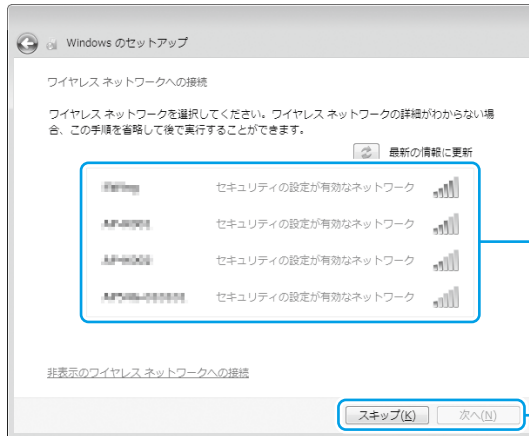 Windows のセットアップ
ワイヤレス ネットワークへの接続
ワイヤレス ネットワークを選択してください。ワイヤレス ネットワークの詳細がわからない場
合、この手順を省略して後で実行することができます。
最新の情報に更新
セキュリティの設定が有効なネットワーク
セキュリティの設定が有効なネットワーク
セキュリティの設定が有効なネットワーク
セキュリティの設定が有効なネットワーク
非表示のワイヤレス ネットワークへの接続
スキップ(K) 次へ(N)